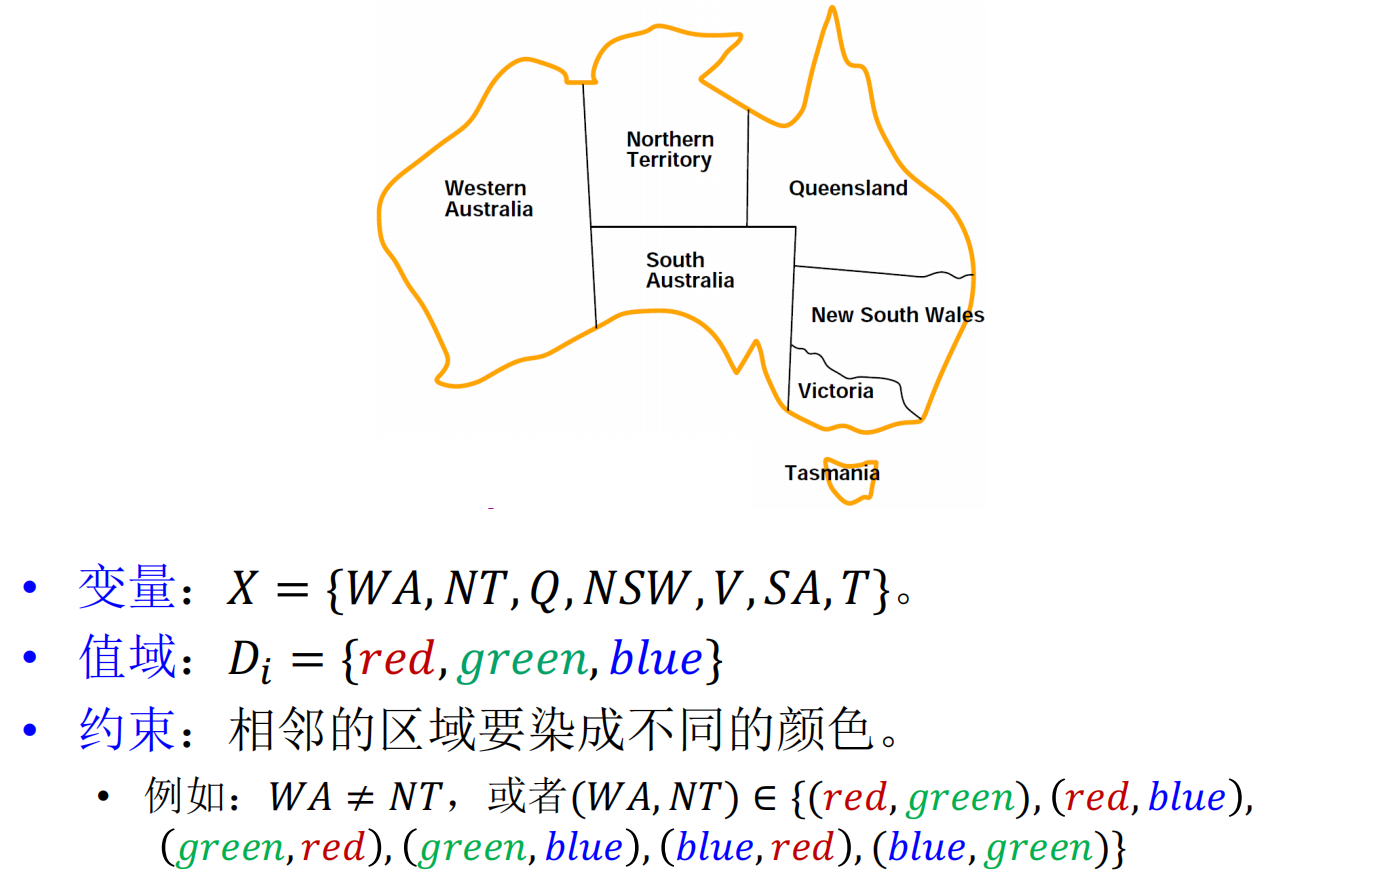 Northern
Territory
Western
Australia
Queensland
South
Australia
New South Wales
Victoria
Tasmania
• 变量：X = {WA, NT, Q, NSW, V, SA, T}。
• 值域：Dᵢ = {red, green, blue}
• 约束：相邻的区域要染成不同的颜色。
• 例如：WA ≠ NT，或者(WA, NT) ∈ {(red, green), (red, blue),
(green, red), (green, blue), (blue, red), (blue, green)}